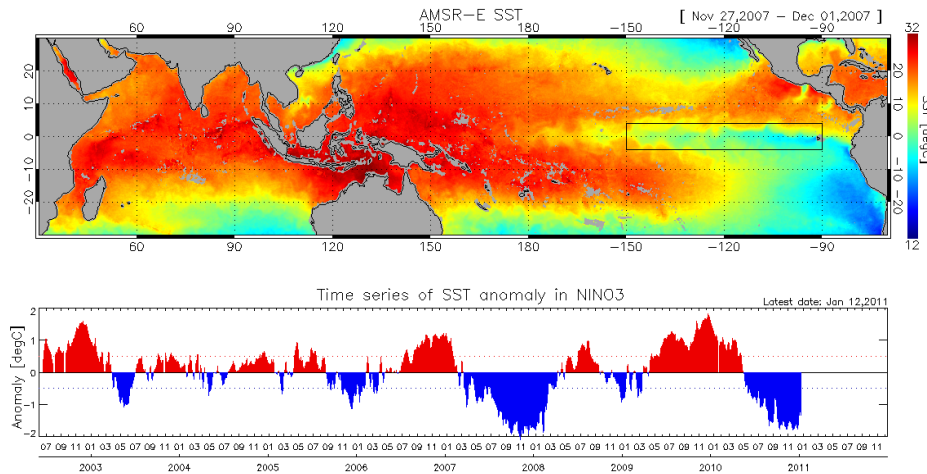 AMSR-E SST [ Nov 27,2007 - Dec 01,2007 ]
32
20 20
10 10
0 0
-10 -10
-20 -20
12
60 90 120 150 180 -150 -120 -90
Time series of SST anomaly in NINO3
Latest date: Jan 12,2011
Anomaly [degC]
2
1
0
-1
-2
07 09 11 01 03 05 07 09 11 01 03 05 07 09 11 01 03 05 07 09 11 01 03 05 07 09 11 01 03 05 07 09 11 01 03 05 07 09 11 01 03 05 07 09 11 01 03 05 07 09 11 01 03 05 07 09 11
2003 2004 2005 2006 2007 2008 2009 2010 2011